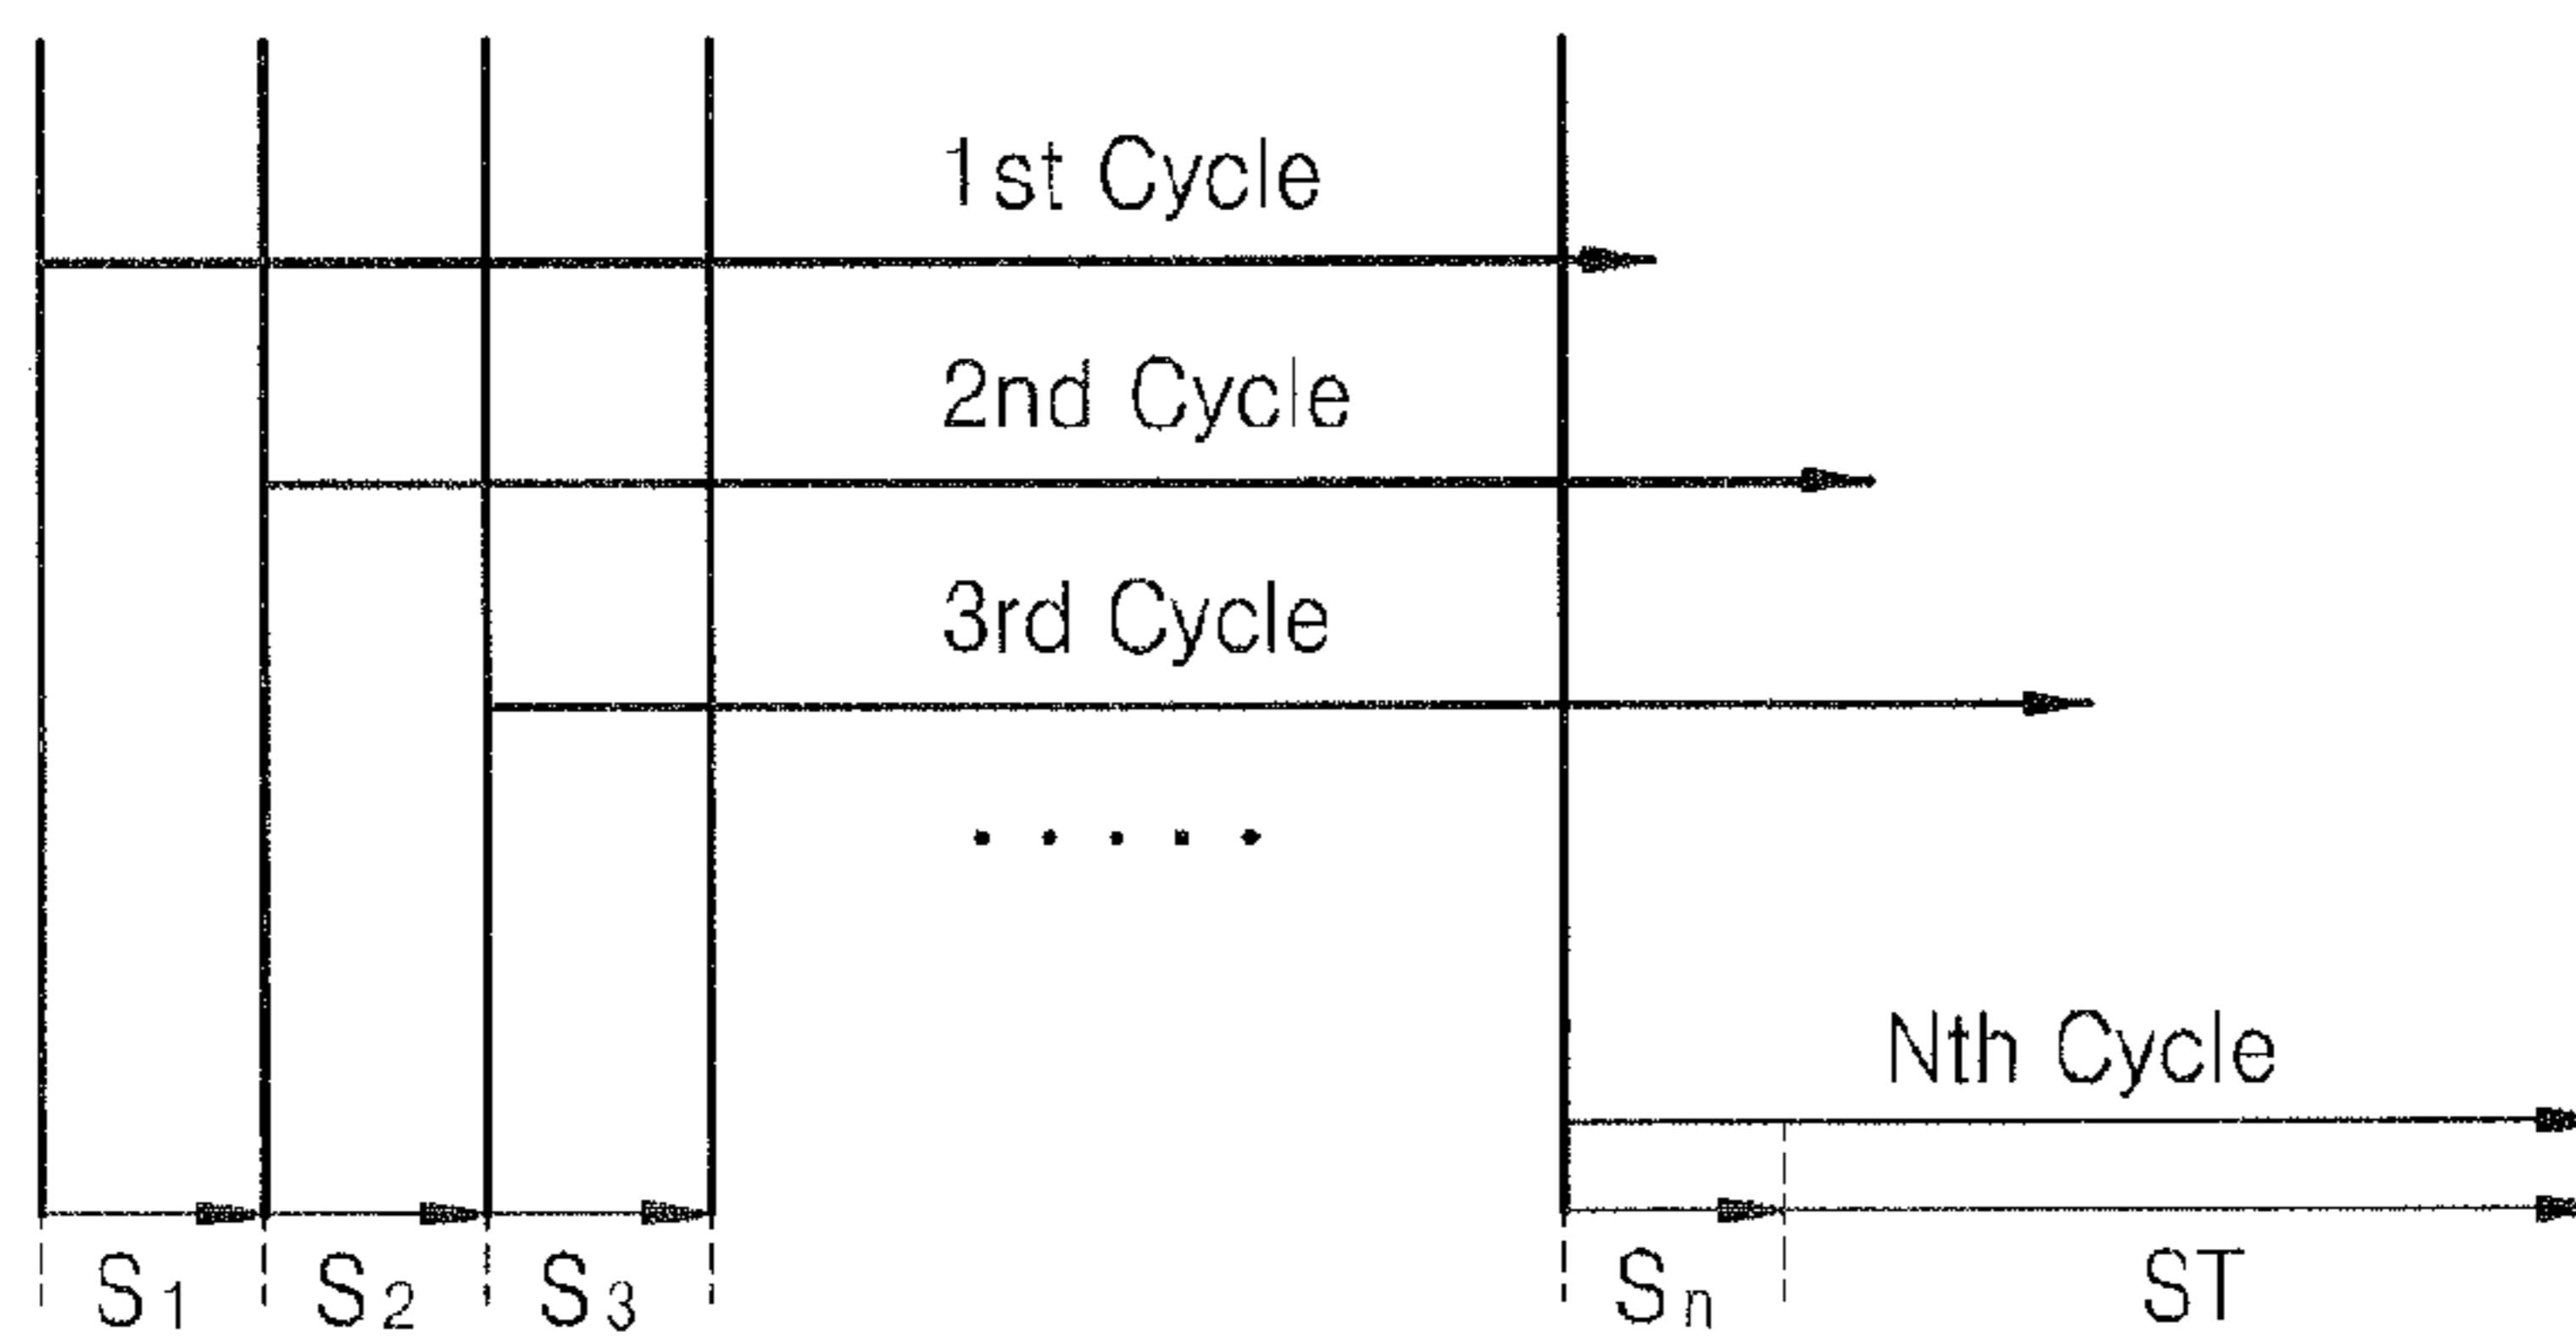 1st Cycle
2nd Cycle
3rd Cycle
.....
Nth Cycle
S1 S2 S3 Sn ST